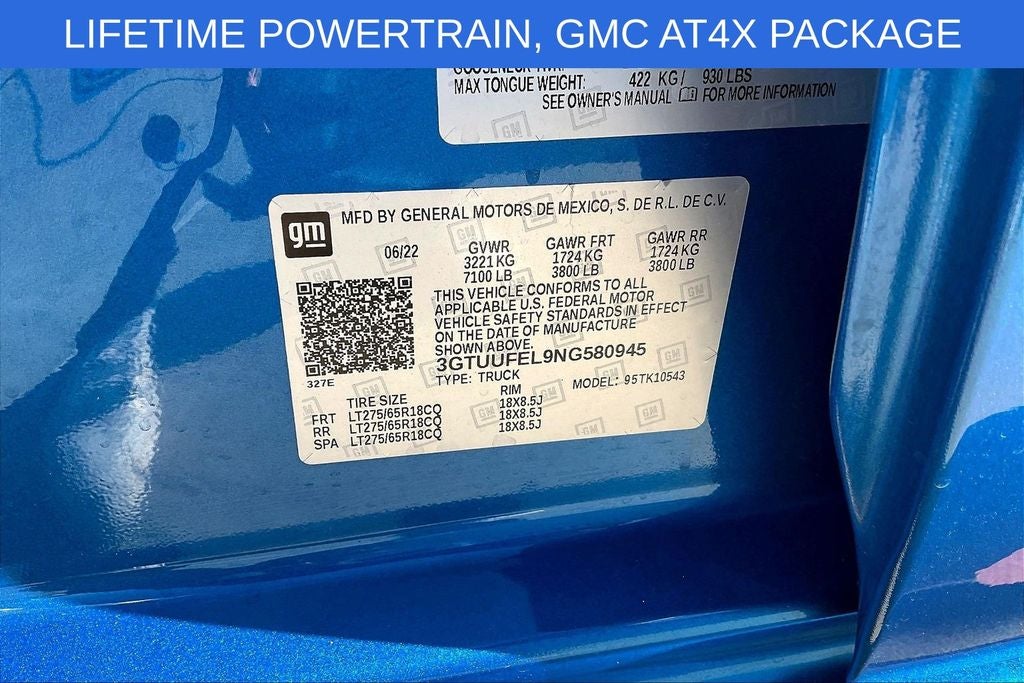 LIFETIME POWERTRAIN, GMC AT4X PACKAGE
MAX TONGUE WEIGHT: 422 KG / 930 LBS
SEE OWNER'S MANUAL FOR MORE INFORMATION
GM GM
gm MFD BY GENERAL MOTORS DE MEXICO, S. DE R.L. DE C.V.
06/22 GVWR GAWR FRT GAWR RR
3221 KG 1724 KG 1724 KG
7100 LB 3800 LB 3800 LB
THIS VEHICLE CONFORMS TO ALL
APPLICABLE U.S. FEDERAL MOTOR
VEHICLE SAFETY STANDARDS IN EFFECT
ON THE DATE OF MANUFACTURE
SHOWN ABOVE.
3GTUUFEL9NG580945
327E TYPE: TRUCK MODEL: 95TK10543
TIRE SIZE RIM
FRT LT275/65R18CQ 18X8.5J
RR LT275/65R18CQ 18X8.5J
SPA LT275/65R18CQ 18X8.5J